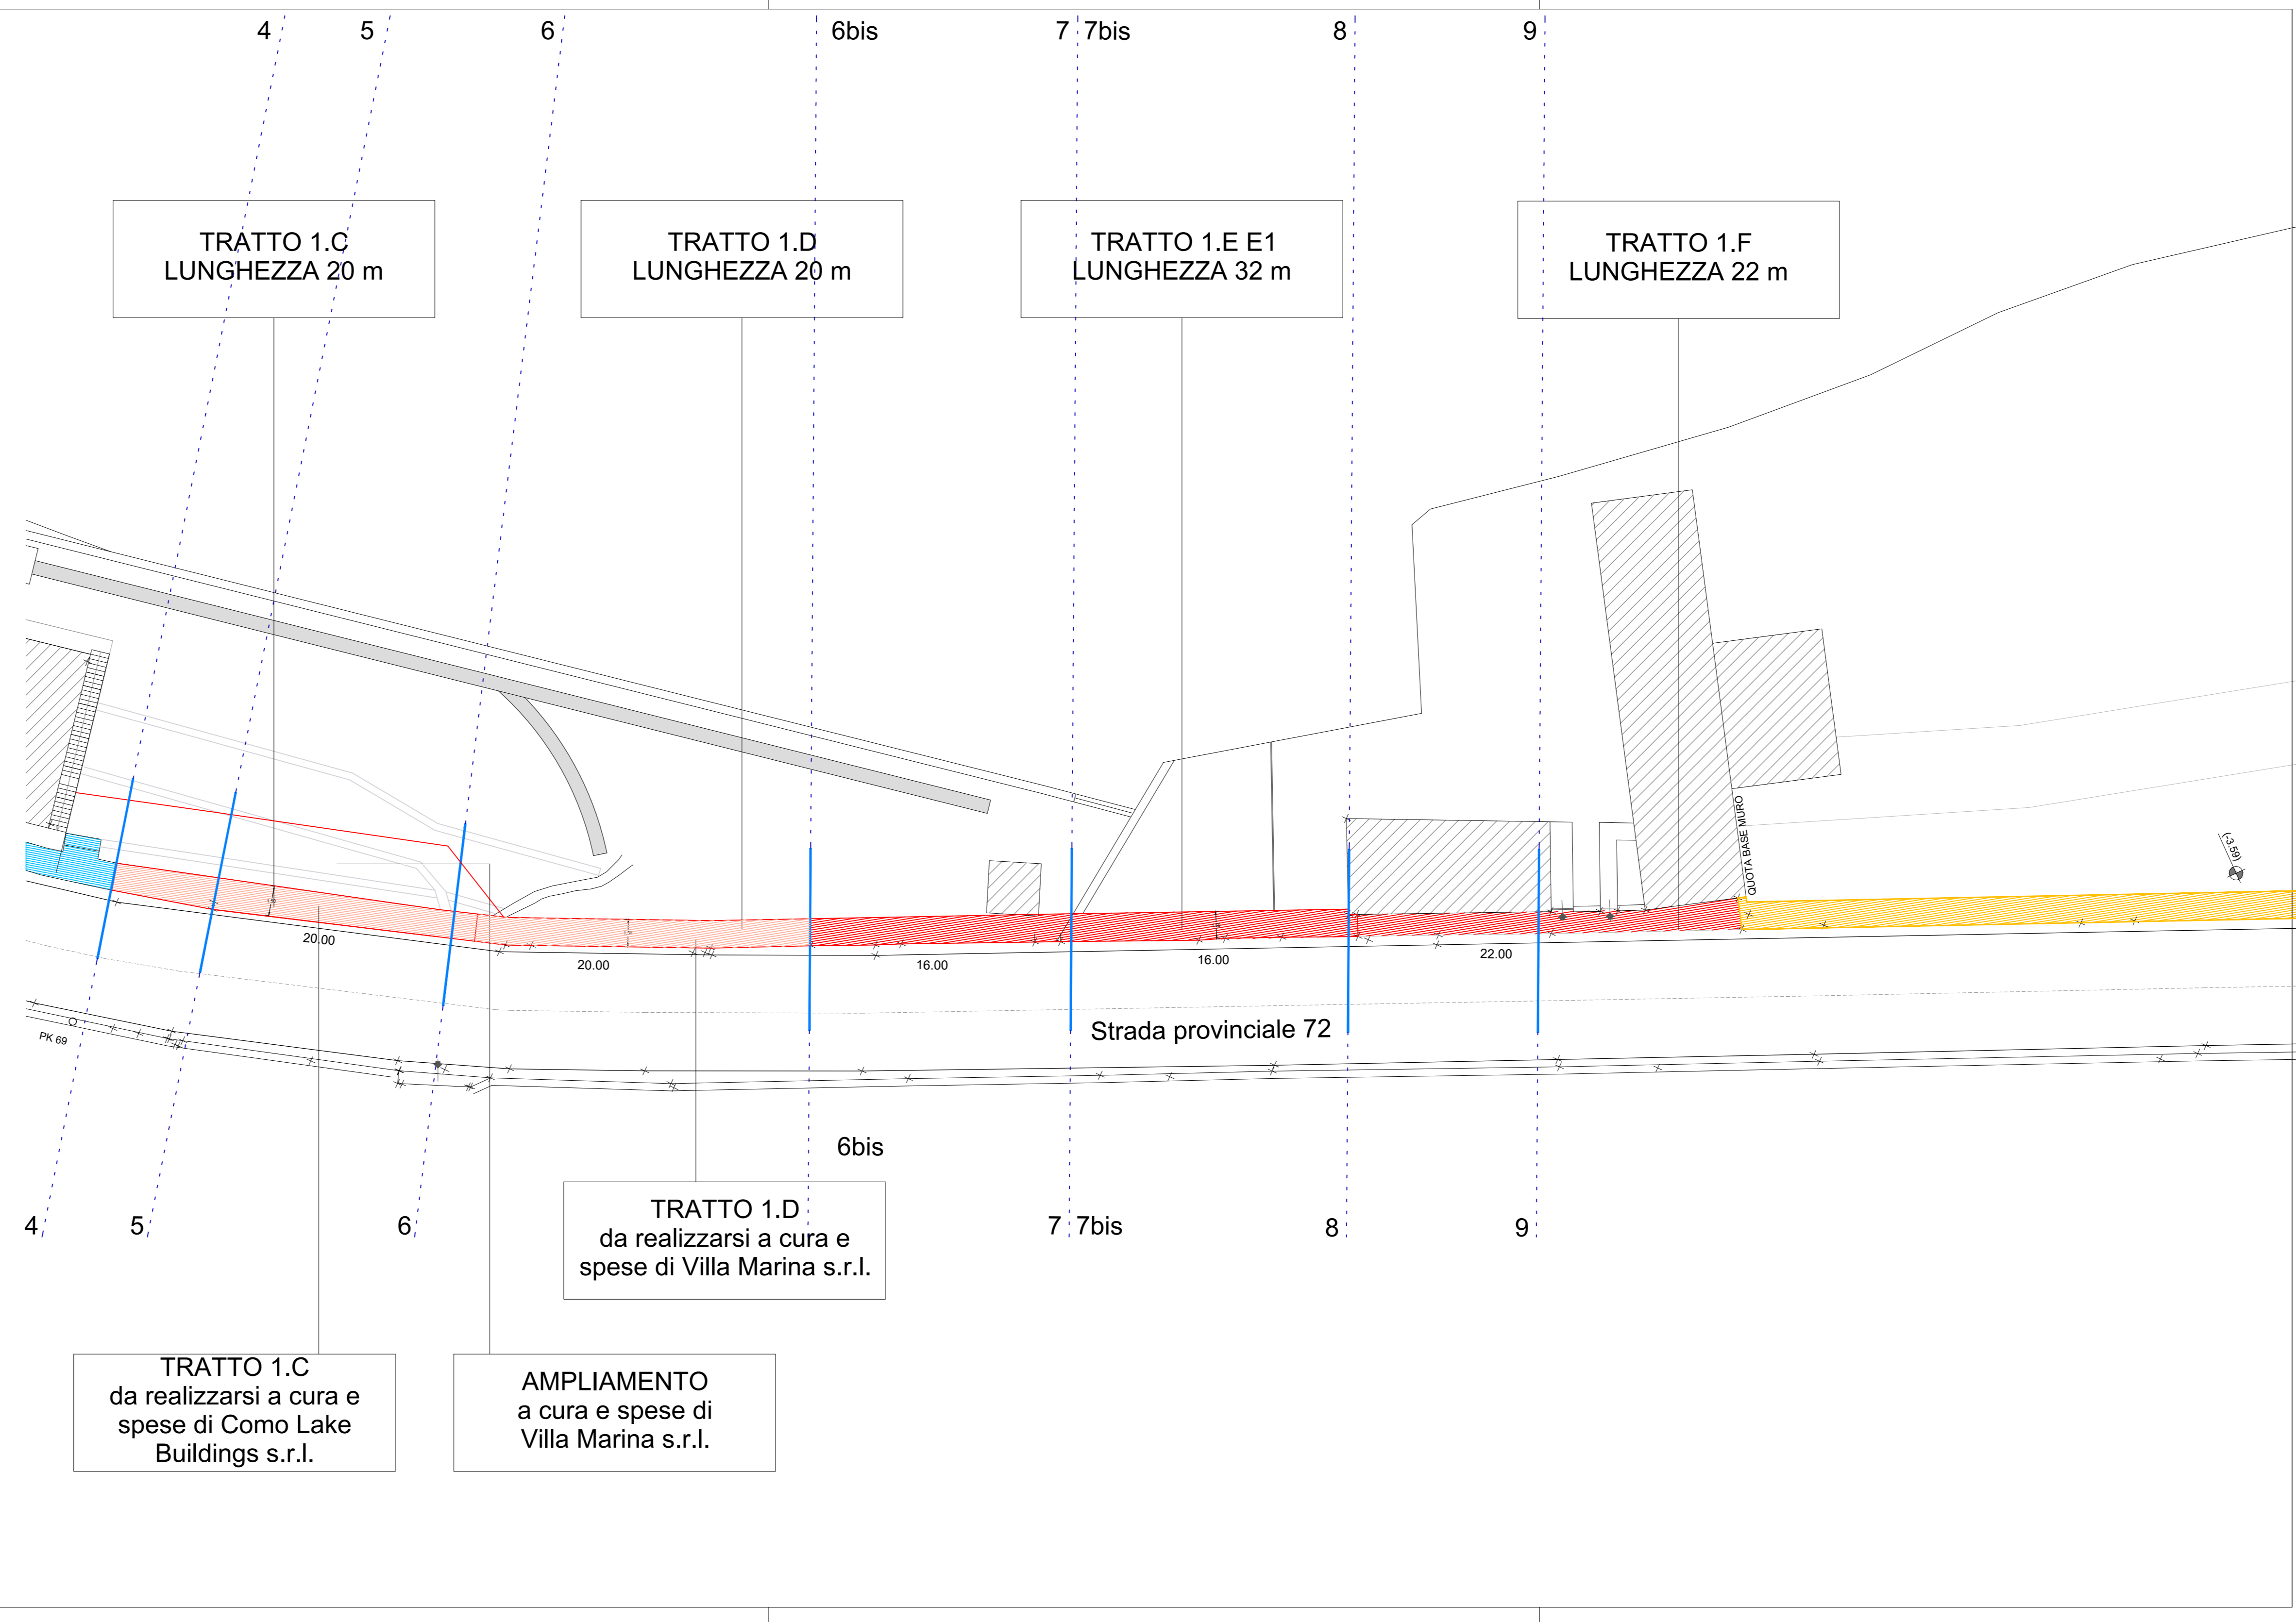 4
5
6
6bis
7
7bis
8
9
TRATTO 1.C
LUNGHEZZA 20 m
TRATTO 1.D
LUNGHEZZA 20 m
TRATTO 1.E E1
LUNGHEZZA 32 m
TRATTO 1.F
LUNGHEZZA 22 m
QUOTA BASE MURO
(-3.59)
20.00
20.00
16.00
16.00
22.00
PK 69
Strada provinciale 72
6bis
4
5
6
7
7bis
8
9
TRATTO 1.D
da realizzarsi a cura e
spese di Villa Marina s.r.l.
TRATTO 1.C
da realizzarsi a cura e
spese di Como Lake
Buildings s.r.l.
AMPLIAMENTO
a cura e spese di
Villa Marina s.r.l.